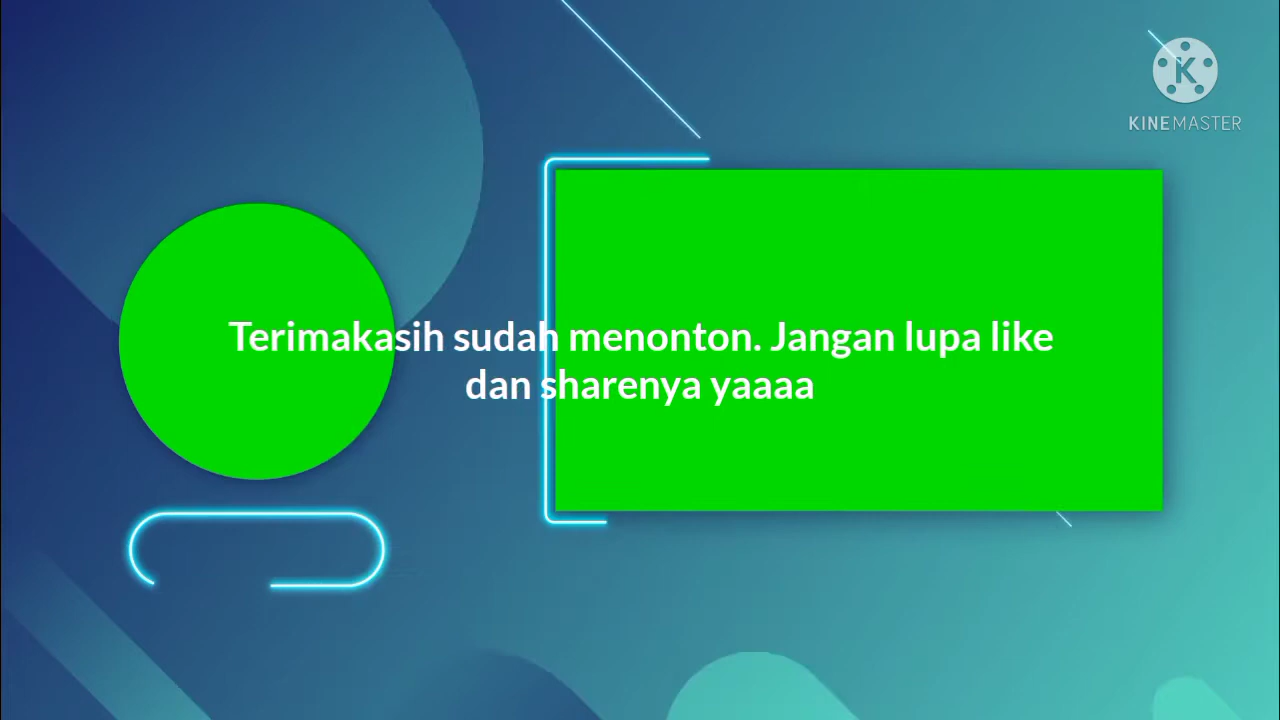 KINEMASTER
Terimakasih sudah menonton. Jangan lupa like
dan sharenya yaaaa